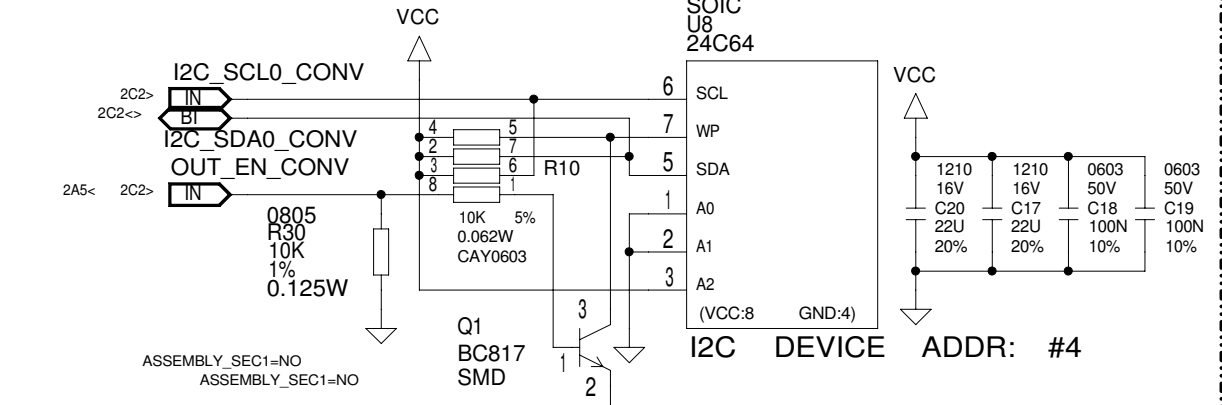 SOIC
U8
24C64
VCC
I2C_SCL0_CONV
2C2> IN
2C2<> BI
I2C_SDA0_CONV
OUT_EN_CONV
2A5< 2C2> IN
4 5
2 7
3 6
8 1
R10
10K 5%
0.062W
CAY0603
0805
R30
10K
1%
0.125W
6 SCL
7 WP
5 SDA
1 A0
2 A1
3 A2
(VCC:8 GND:4)
I2C DEVICE ADDR: #4
VCC
1210
16V
C20
22U
20%
1210
16V
C17
22U
20%
0603
50V
C18
100N
10%
0603
50V
C19
100N
10%
Q1
BC817
SMD
3
1
2
ASSEMBLY_SEC1=NO
ASSEMBLY_SEC1=NO